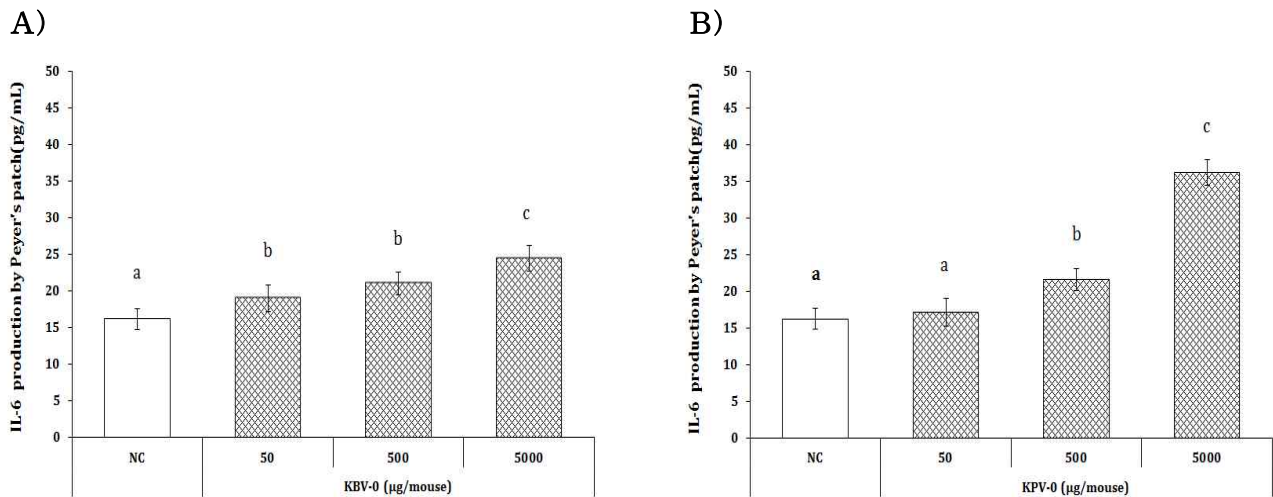 A)
IL-6 production by Peyer's patch(pg/mL)
50
45
40
35
30
25
20
15
10
5
0
a
b
b
c
NC
50
500
5000
KBV-0 (μg/mouse)
B)
IL-6 production by Peyer's patch(pg/mL)
50
45
40
35
30
25
20
15
10
5
0
a
a
b
c
NC
50
500
5000
KPV-0 (μg/mouse)